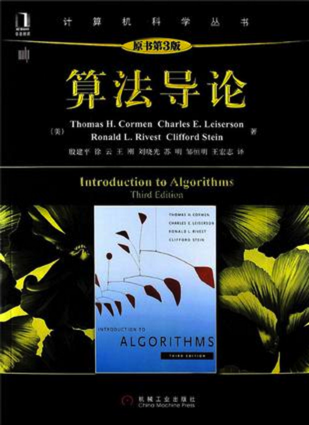 计算机科学丛书
原书第3版
算法导论
Thomas H. Cormen Charles E. Leiserson
(美) Ronald L. Rivest Clifford Stein 著
殷建平 徐云 王刚 刘晓光 苏明 邹恒明 王宏志 译
Introduction to Algorithms
Third Edition
THOMAS H. CORMEN
CHARLES E. LEISERSON
RONALD L. RIVEST
CLIFFORD STEIN
INTRODUCTION TO
ALGORITHMS
THIRD EDITION
机械工业出版社
China Machine Press